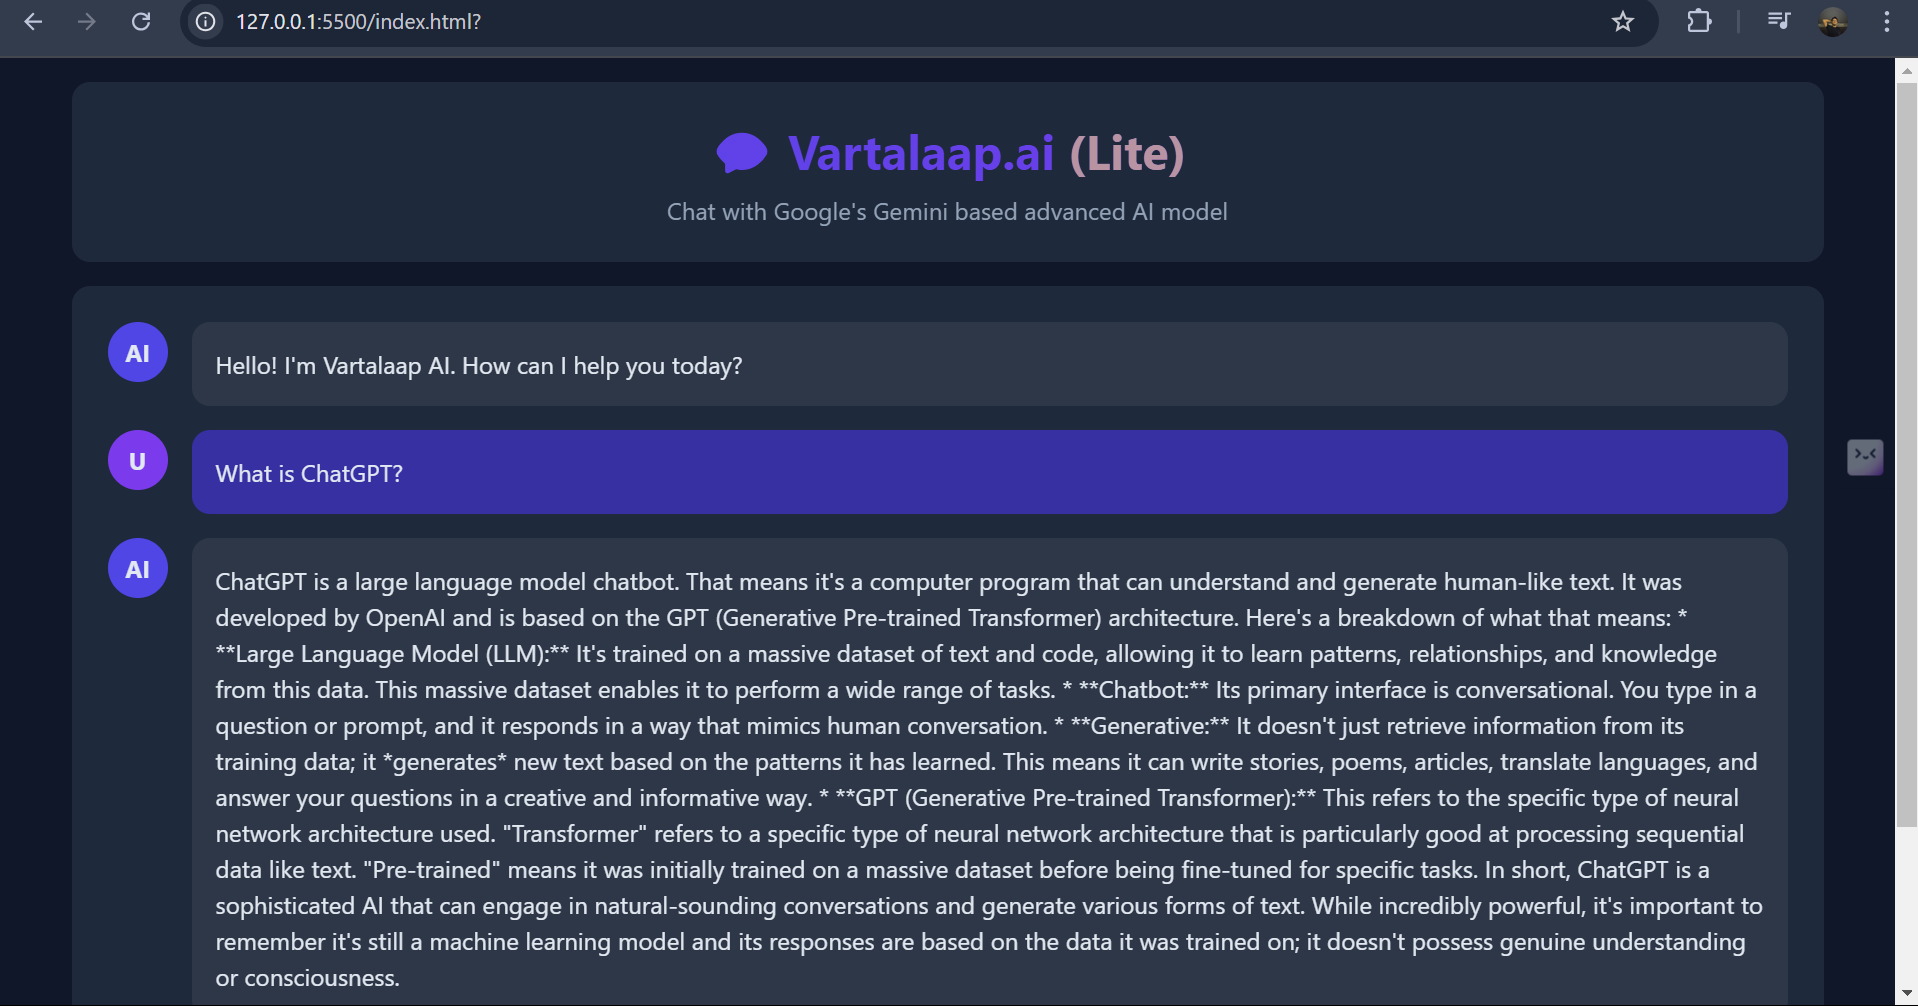 127.0.0.1:5500/index.html?
Vartalaap.ai (Lite)
Chat with Google's Gemini based advanced AI model
AI
Hello! I'm Vartalaap AI. How can I help you today?
U
What is ChatGPT?
AI
ChatGPT is a large language model chatbot. That means it's a computer program that can understand and generate human-like text. It was
developed by OpenAI and is based on the GPT (Generative Pre-trained Transformer) architecture. Here's a breakdown of what that means: *
**Large Language Model (LLM):** It's trained on a massive dataset of text and code, allowing it to learn patterns, relationships, and knowledge
from this data. This massive dataset enables it to perform a wide range of tasks. * **Chatbot:** Its primary interface is conversational. You type in a
question or prompt, and it responds in a way that mimics human conversation. * **Generative:** It doesn't just retrieve information from its
training data; it *generates* new text based on the patterns it has learned. This means it can write stories, poems, articles, translate languages, and
answer your questions in a creative and informative way. * **GPT (Generative Pre-trained Transformer):** This refers to the specific type of neural
network architecture used. "Transformer" refers to a specific type of neural network architecture that is particularly good at processing sequential
data like text. "Pre-trained" means it was initially trained on a massive dataset before being fine-tuned for specific tasks. In short, ChatGPT is a
sophisticated AI that can engage in natural-sounding conversations and generate various forms of text. While incredibly powerful, it's important to
remember it's still a machine learning model and its responses are based on the data it was trained on; it doesn't possess genuine understanding
or consciousness.